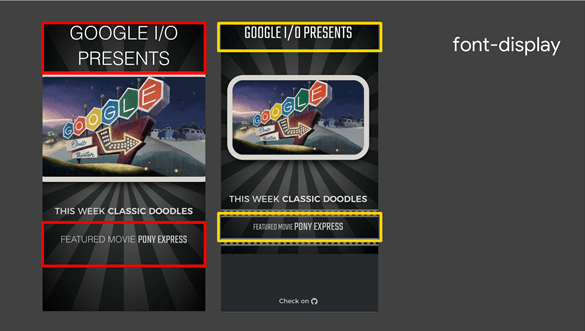 GOOGLE I/O
PRESENTS
GOOGLE
THIS WEEK CLASSIC DOODLES
FEATURED MOVIE PONY EXPRESS
GOOGLE I/O PRESENTS
GOOGLE
THIS WEEK CLASSIC DOODLES
FEATURED MOVIE PONY EXPRESS
Check on
font-display